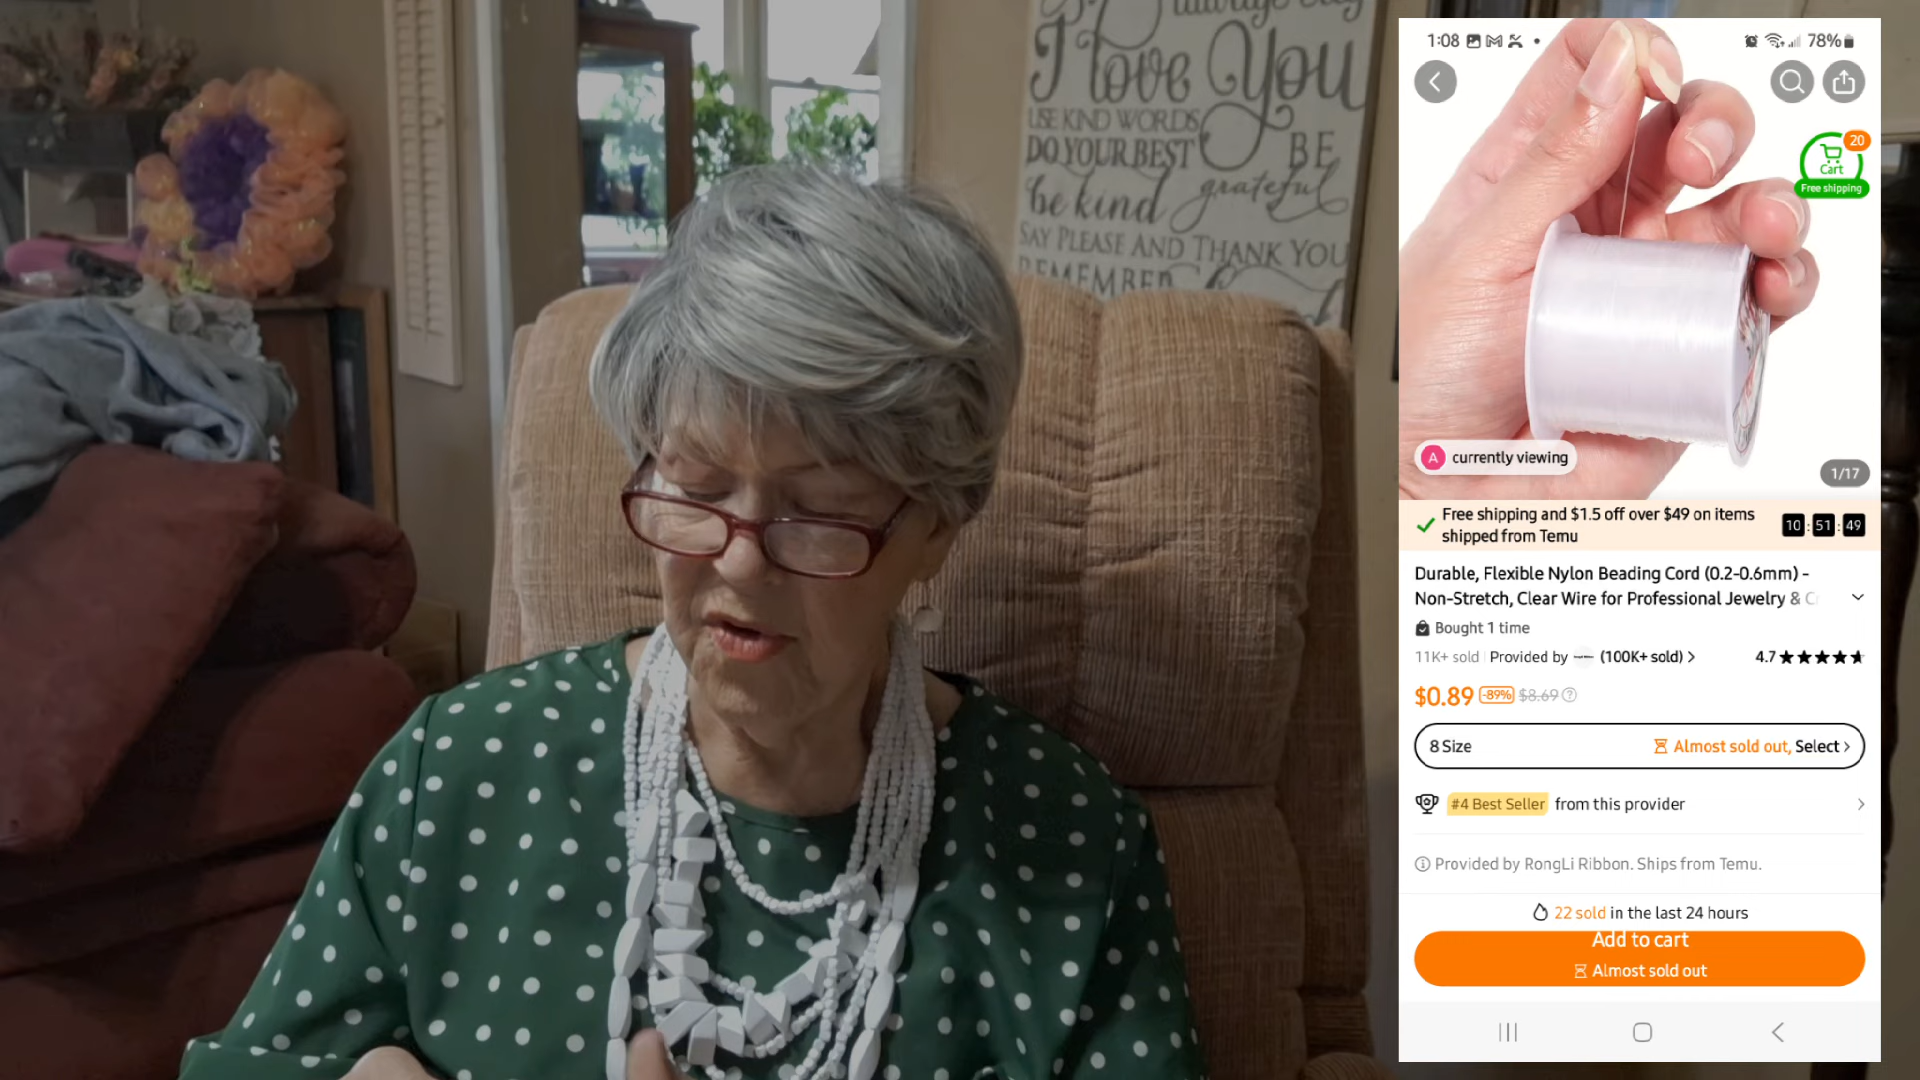 always
I love You
USE KIND WORDS
DO YOUR BEST
BE
be kind grateful
SAY PLEASE AND THANK YOU
REMEMBER
1:08
78%
20
Cart
Free shipping
A currently viewing
1/17
Free shipping and $1.5 off over $49 on items
shipped from Temu
10:51:49
Durable, Flexible Nylon Beading Cord (0.2-0.6mm) -
Non-Stretch, Clear Wire for Professional Jewelry & C
Bought 1 time
11K+ sold Provided by (100K+ sold) >
4.7
$0.89 -89% $8.69 ?
8 Size
Almost sold out, Select >
#4 Best Seller from this provider
Provided by RongLi Ribbon. Ships from Temu.
22 sold in the last 24 hours
Add to cart
Almost sold out